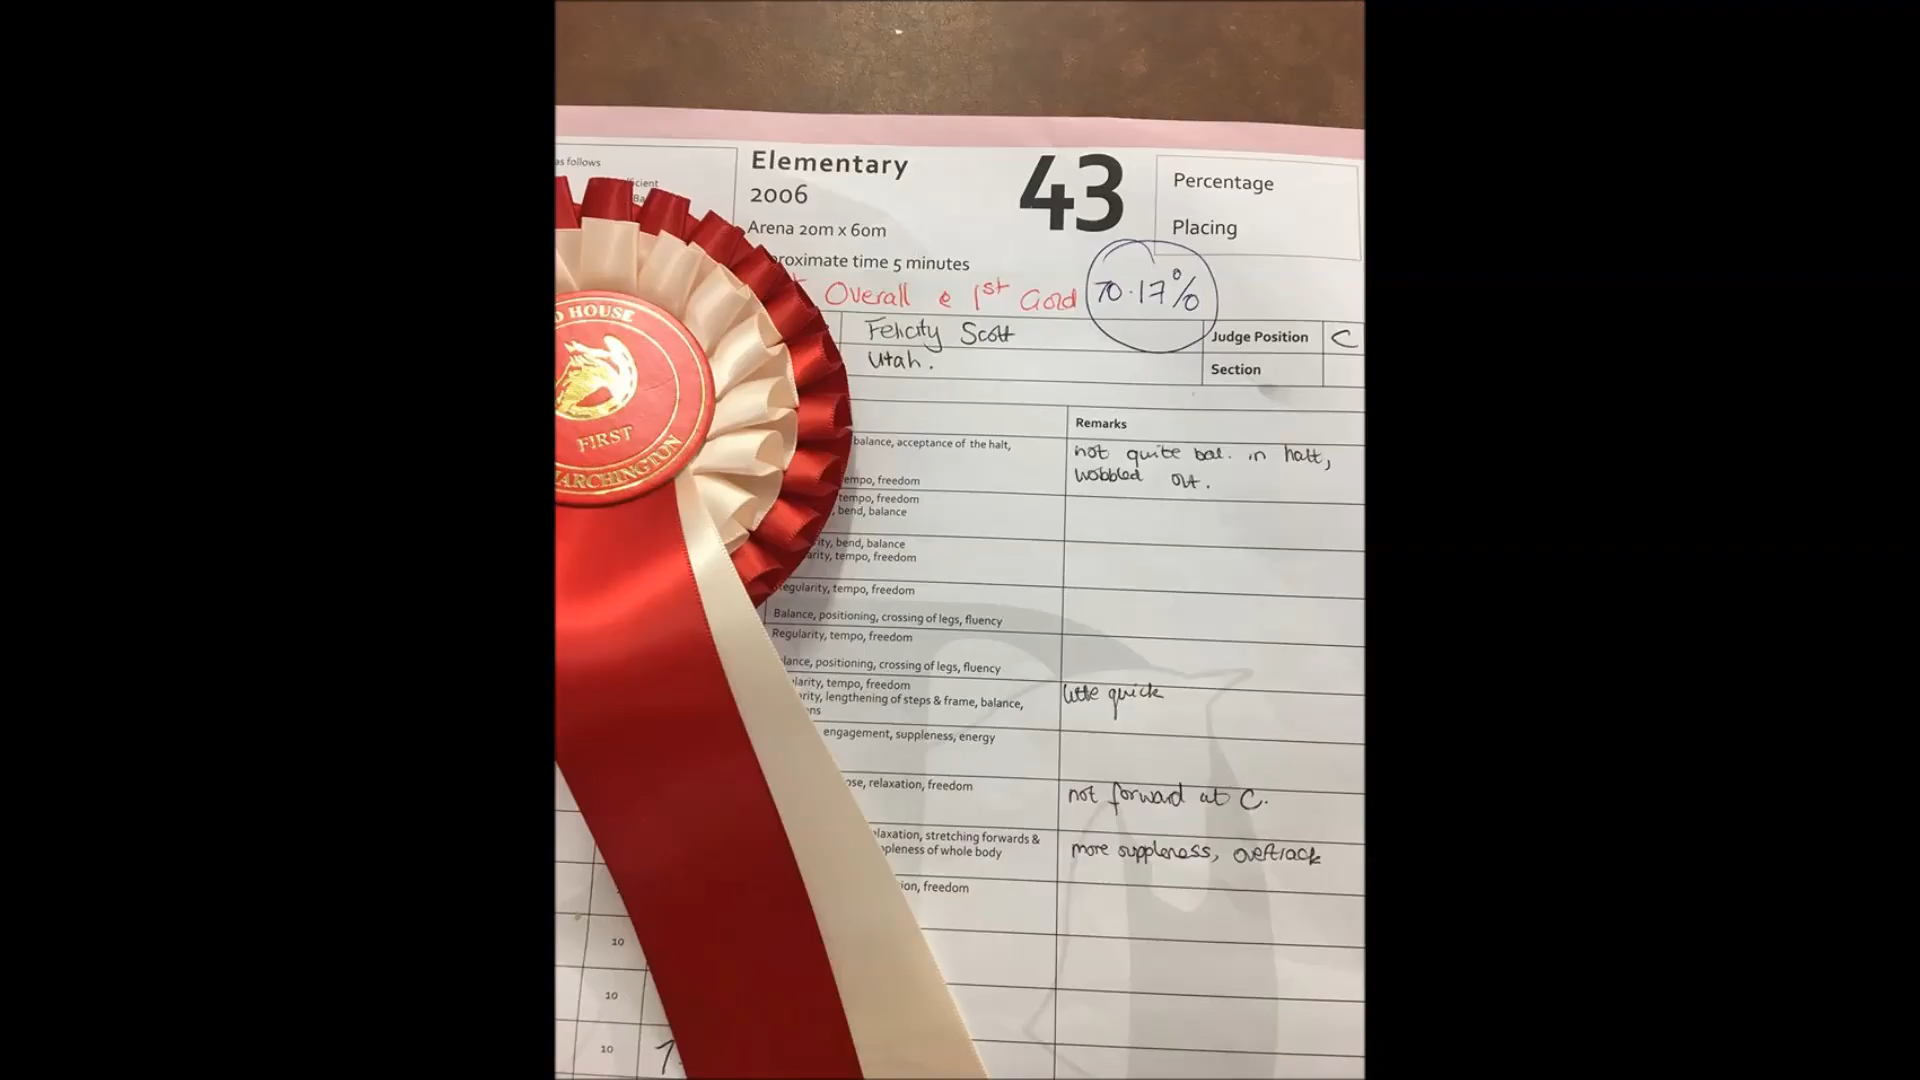 as follows
Elementary
43
Percentage
2006
Placing
Arena 20m x 60m
roximate time 5 minutes
Overall & 1st Gold 70.17%
Felicity Scott
Judge Position C
Utah.
Section
HOUSE
FIRST
ARCHINGTON
Remarks
balance, acceptance of the halt,
not quite bal. in halt,
wobbled out.
empo, freedom
tempo, freedom
, bend, balance
ity, bend, balance
arity, tempo, freedom
egularity, tempo, freedom
Balance, positioning, crossing of legs, fluency
Regularity, tempo, freedom
lance, positioning, crossing of legs, fluency
ularity, tempo, freedom
little quick
rity, lengthening of steps & frame, balance,
ns
engagement, suppleness, energy
ose, relaxation, freedom
not forward at C.
laxation, stretching forwards &
more suppleness, overtrack
ppleness of whole body
ion, freedom
10
10
10 7